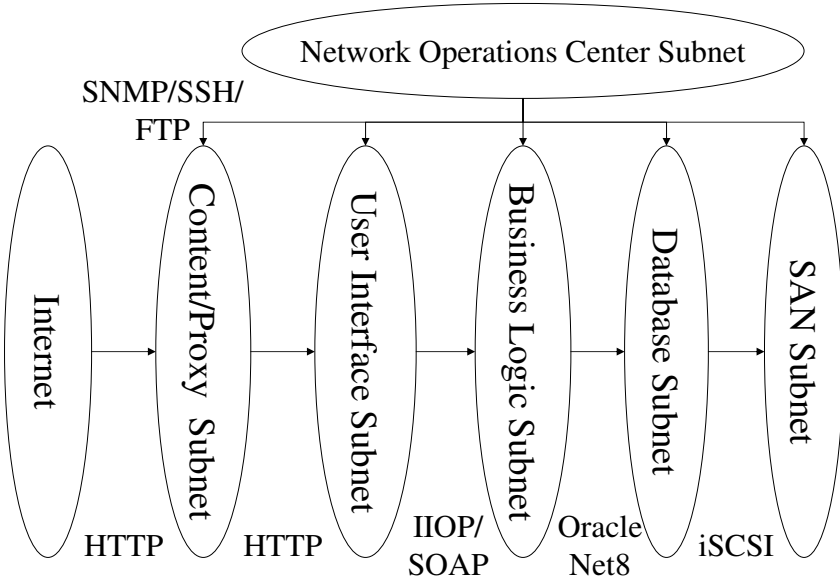 Network Operations Center Subnet
SNMP/SSH/
FTP
Internet
Content/Proxy Subnet
User Interface Subnet
Business Logic Subnet
Database Subnet
SAN Subnet
HTTP
HTTP
IIOP/
SOAP
Oracle
Net8
iSCSI